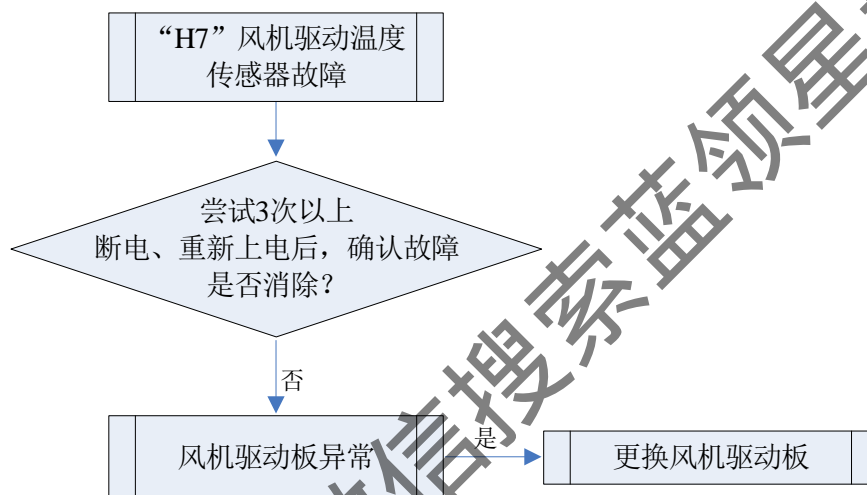 “H7”风机驱动温度
传感器故障
尝试3次以上
断电、重新上电后，确认故障
是否消除？
否
风机驱动板异常
是
更换风机驱动板
信搜索蓝领星